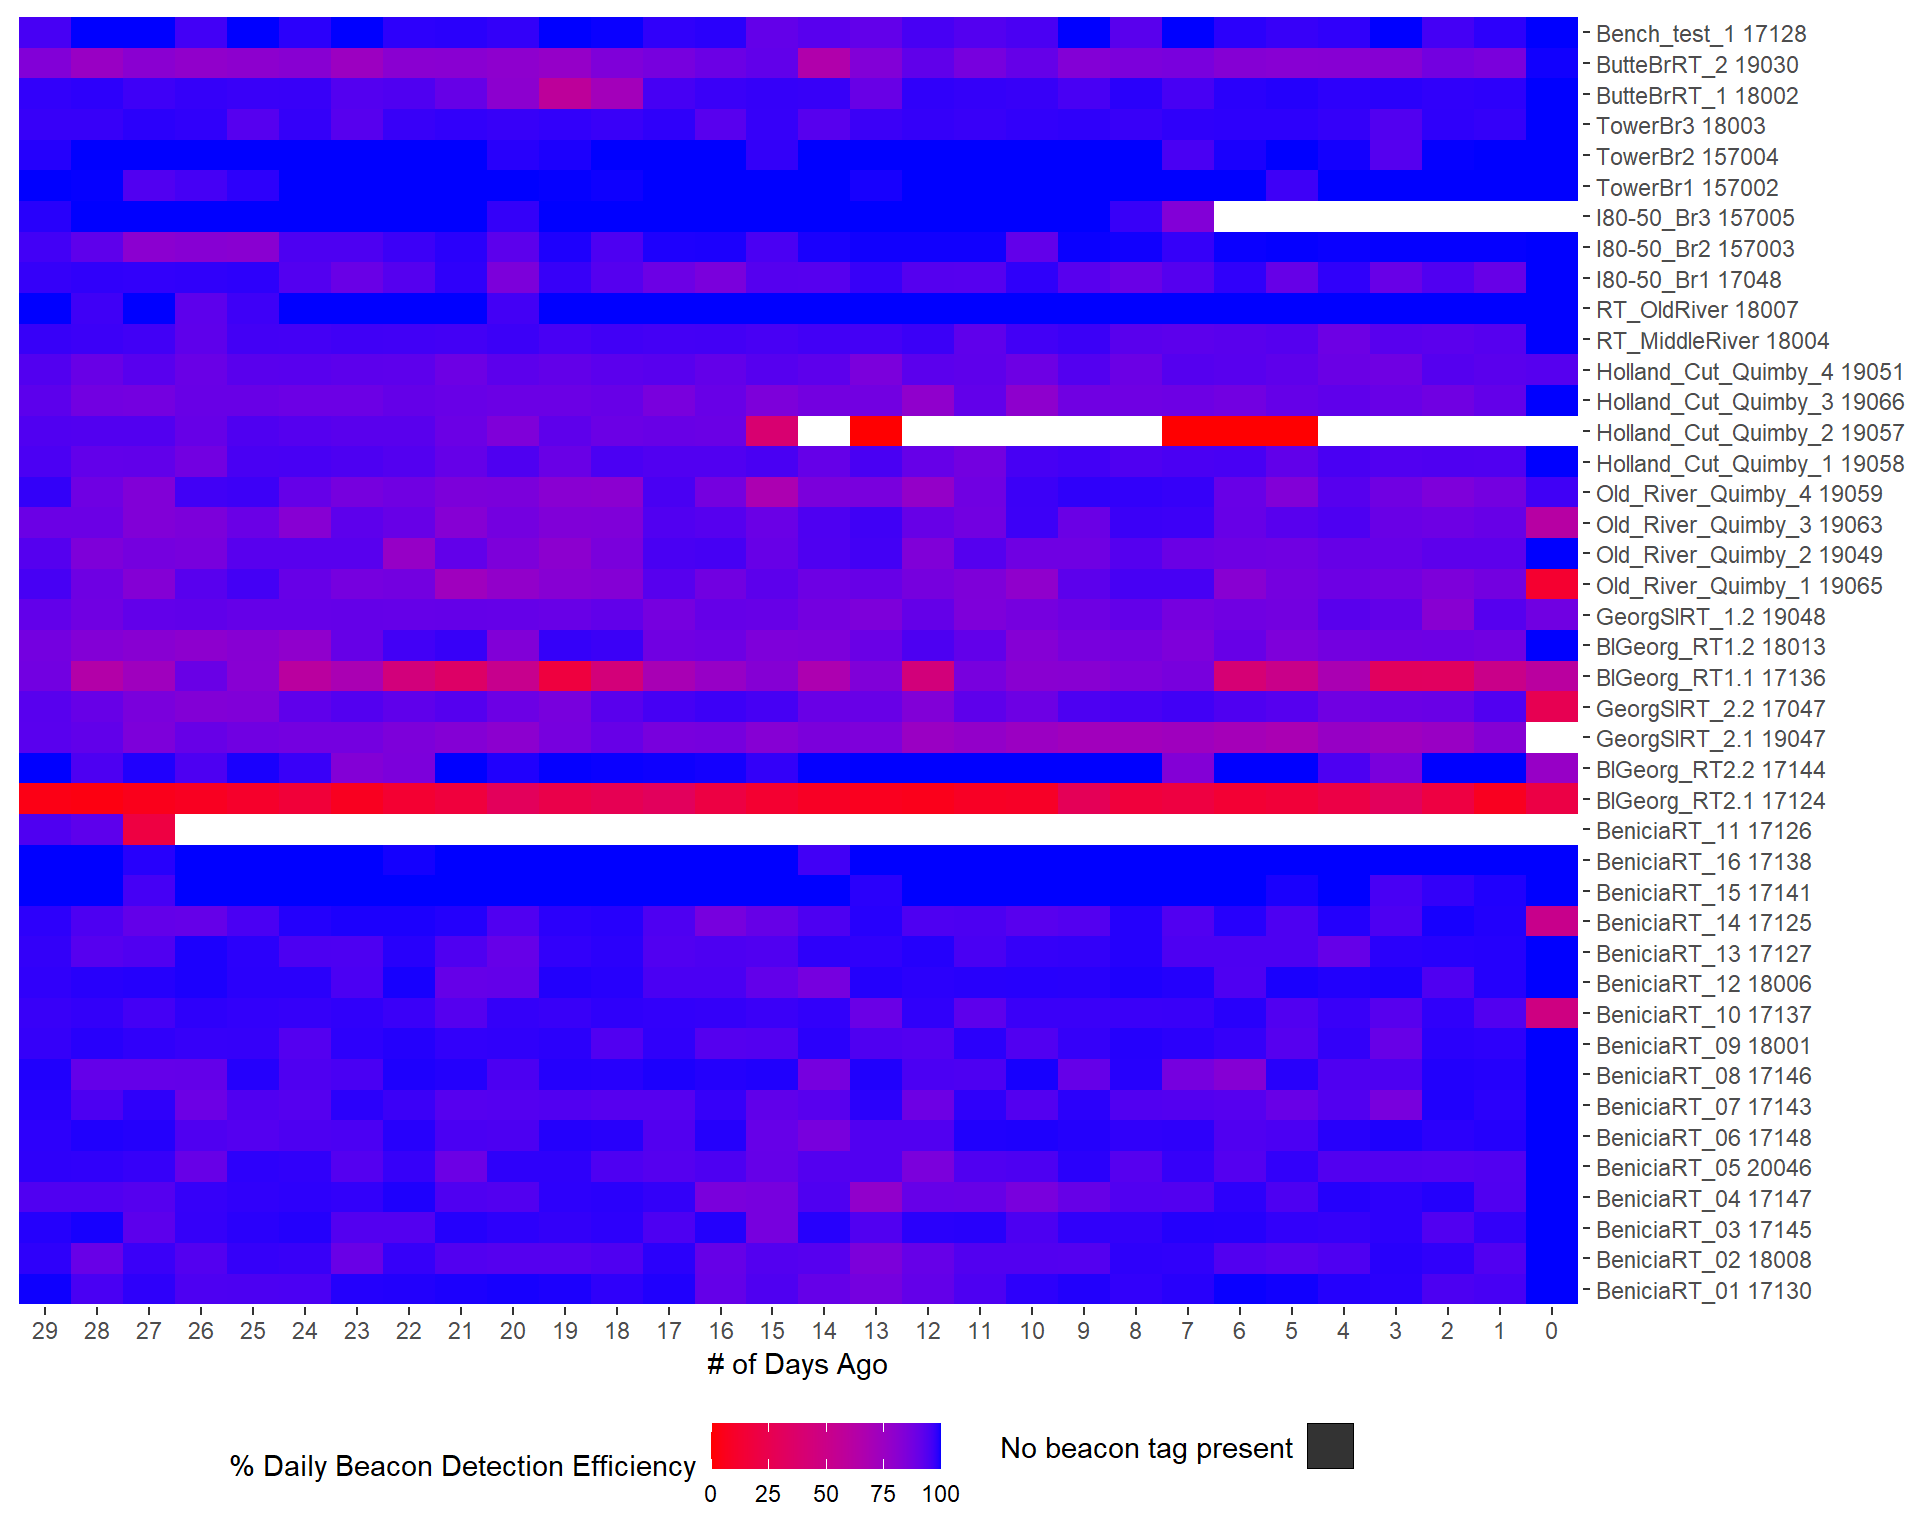 Bench_test_1 17128
ButteBrRT_2 19030
ButteBrRT_1 18002
TowerBr3 18003
TowerBr2 157004
TowerBr1 157002
I80-50_Br3 157005
I80-50_Br2 157003
I80-50_Br1 17048
RT_OldRiver 18007
RT_MiddleRiver 18004
Holland_Cut_Quimby_4 19051
Holland_Cut_Quimby_3 19066
Holland_Cut_Quimby_2 19057
Holland_Cut_Quimby_1 19058
Old_River_Quimby_4 19059
Old_River_Quimby_3 19063
Old_River_Quimby_2 19049
Old_River_Quimby_1 19065
GeorgSlRT_1.2 19048
BlGeorg_RT1.2 18013
BlGeorg_RT1.1 17136
GeorgSlRT_2.2 17047
GeorgSlRT_2.1 19047
BlGeorg_RT2.2 17144
BlGeorg_RT2.1 17124
BeniciaRT_11 17126
BeniciaRT_16 17138
BeniciaRT_15 17141
BeniciaRT_14 17125
BeniciaRT_13 17127
BeniciaRT_12 18006
BeniciaRT_10 17137
BeniciaRT_09 18001
BeniciaRT_08 17146
BeniciaRT_07 17143
BeniciaRT_06 17148
BeniciaRT_05 20046
BeniciaRT_04 17147
BeniciaRT_03 17145
BeniciaRT_02 18008
BeniciaRT_01 17130
29 28 27 26 25 24 23 22 21 20 19 18 17 16 15 14 13 12 11 10 9 8 7 6 5 4 3 2 1 0
# of Days Ago
% Daily Beacon Detection Efficiency
0 25 50 75 100
No beacon tag present